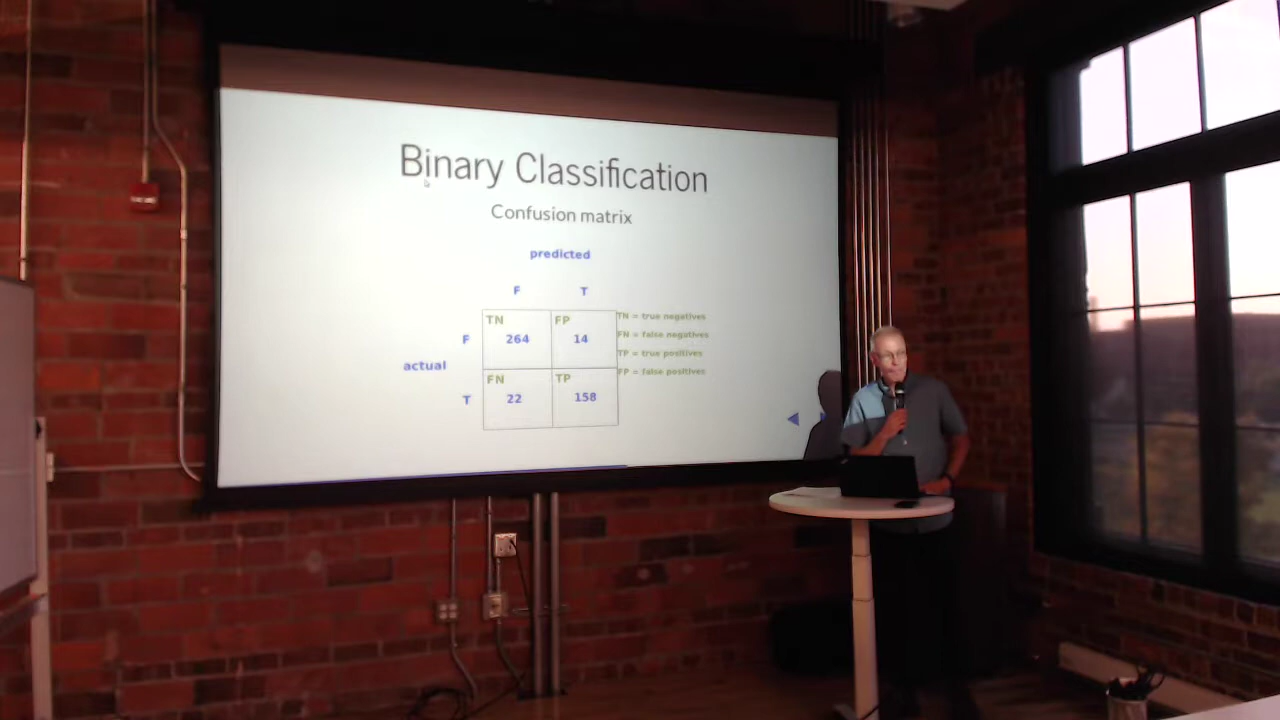 Binary Classification
Confusion matrix
predicted
F T
TN FP
F 264 14
actual
FN TP
T 22 158
TN = true negatives
FN = false negatives
TP = true positives
FP = false positives